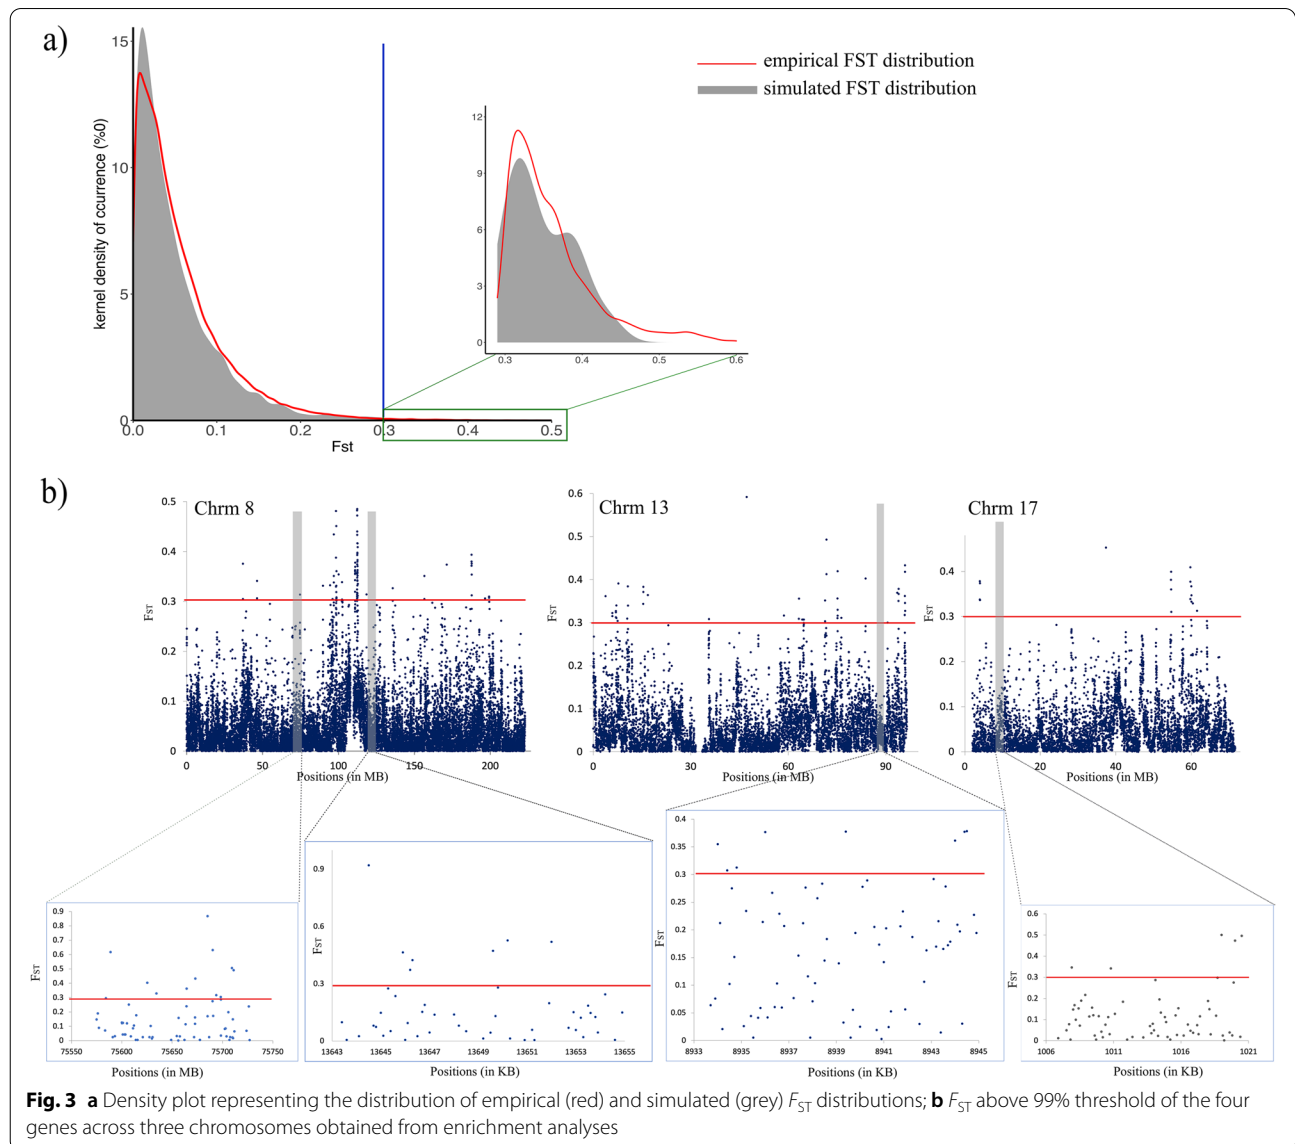 a)
empirical FST distribution
simulated FST distribution
15
10
5
0
kernel density of ccurrence (%0)
0.0 0.1 0.2 0.3 0.4 0.5
Fst
12
9
6
3
0
0.3 0.4 0.5 0.6
b)
Chrm 8
0.5
0.4
0.3
0.2
0.1
0
FST
0 50 100 150 200
Positions (in MB)
Chrm 13
0.6
0.5
0.4
0.3
0.2
0.1
0
FST
0 30 60 90
Positions (in MB)
Chrm 17
0.4
0.3
0.2
0.1
0
FST
0 20 40 60
Positions (in MB)
0.9
0.8
0.7
0.6
0.5
0.4
0.3
0.2
0.1
0
FST
75550 75600 75650 75700 75750
Positions (in MB)
0.9
0.6
0.3
0
FST
13643 13645 13647 13649 13651 13653 13655
Positions (in KB)
0.4
0.35
0.3
0.25
0.2
0.15
0.1
0.05
0
FST
8933 8935 8937 8939 8941 8943 8945
Positions (in KB)
0.6
0.5
0.4
0.3
0.2
0.1
0
FST
1006 1011 1016 1021
Positions (in KB)
Fig. 3 a Density plot representing the distribution of empirical (red) and simulated (grey) FST distributions; b FST above 99% threshold of the four
genes across three chromosomes obtained from enrichment analyses